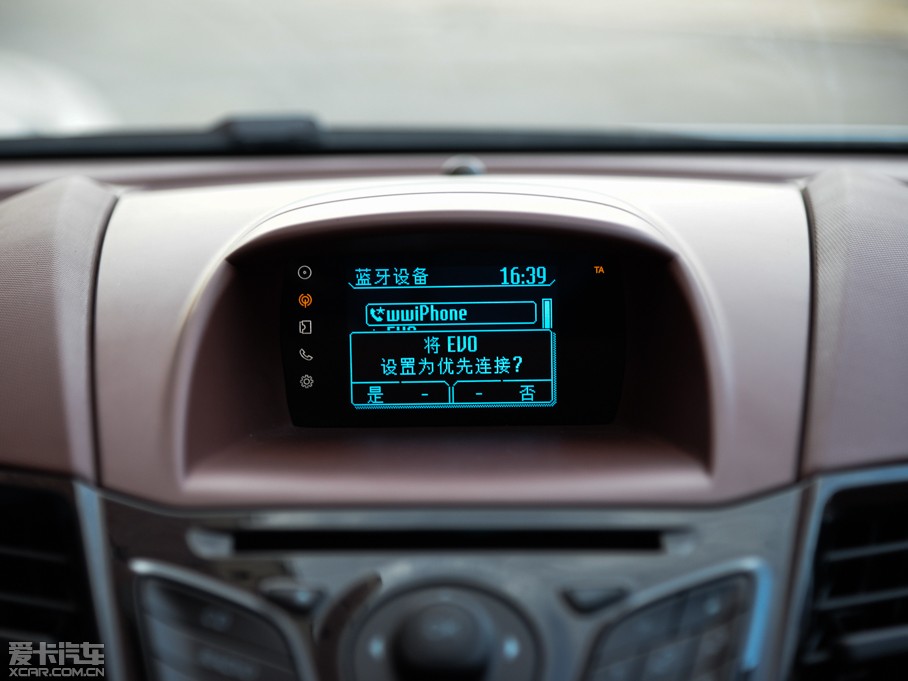 蓝牙设备 16:39
TA
wwiPhone
EVO
将 EVO
设置为优先连接?
是 - - 否
爱卡汽车
XCAR.COM.CN